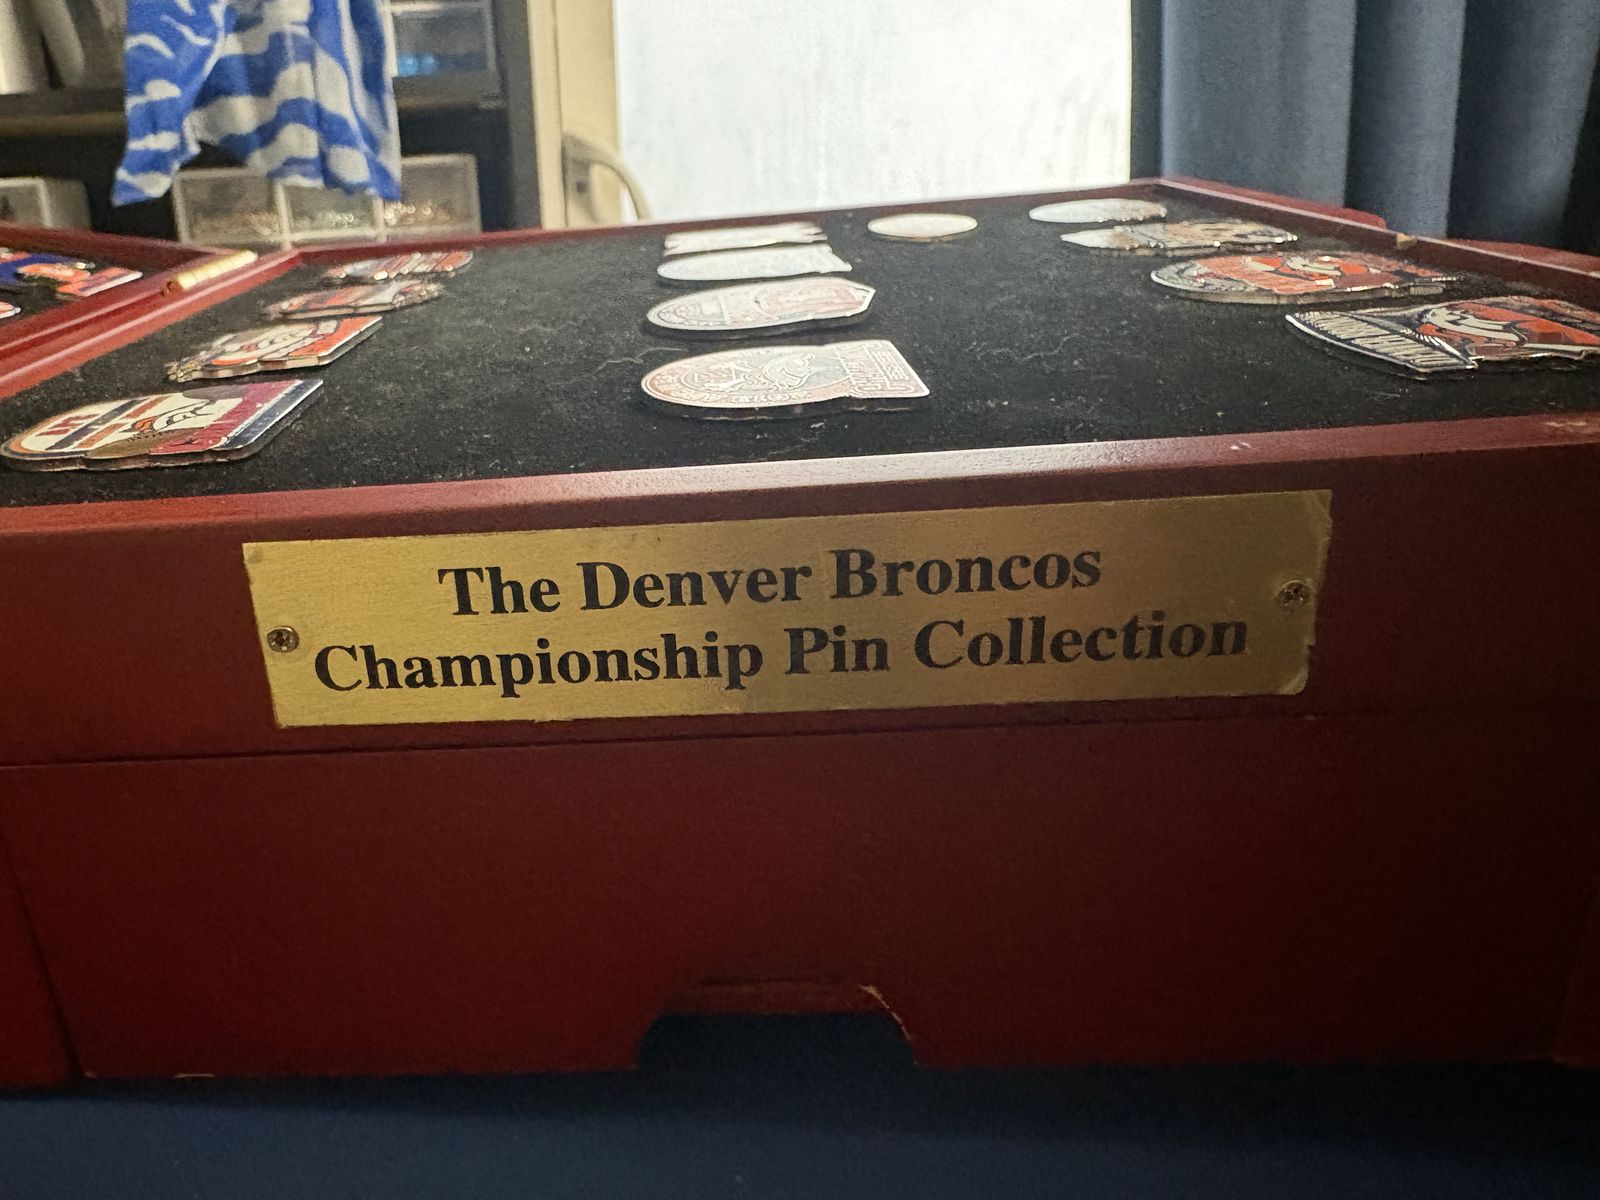 The Denver Broncos
Championship Pin Collection